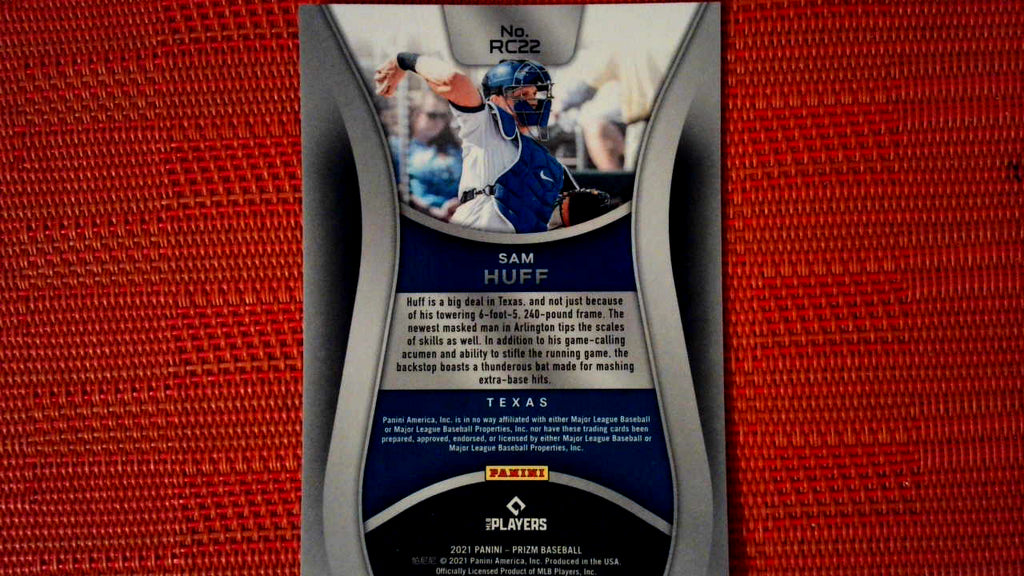 No.
RC22
SAM
HUFF
Huff is a big deal in Texas, and not just because
of his towering 6-foot-5, 240-pound frame. The
newest masked man in Arlington tips the scales
of skills as well. In addition to his game-calling
acumen and ability to stifle the running game, the
backstop boasts a thunderous bat made for mashing
extra-base hits.
TEXAS
Panini America, Inc. is in no way affiliated with either Major League Baseball
or Major League Baseball Properties, Inc. nor have these trading cards been
prepared, approved, endorsed, or licensed by either Major League Baseball or
Major League Baseball Properties, Inc.
PANINI
MLB PLAYERS
2021 PANINI - PRIZM BASEBALL
© 2021 Panini America, Inc. Produced in the USA.
Officially Licensed Product of MLB Players, Inc.